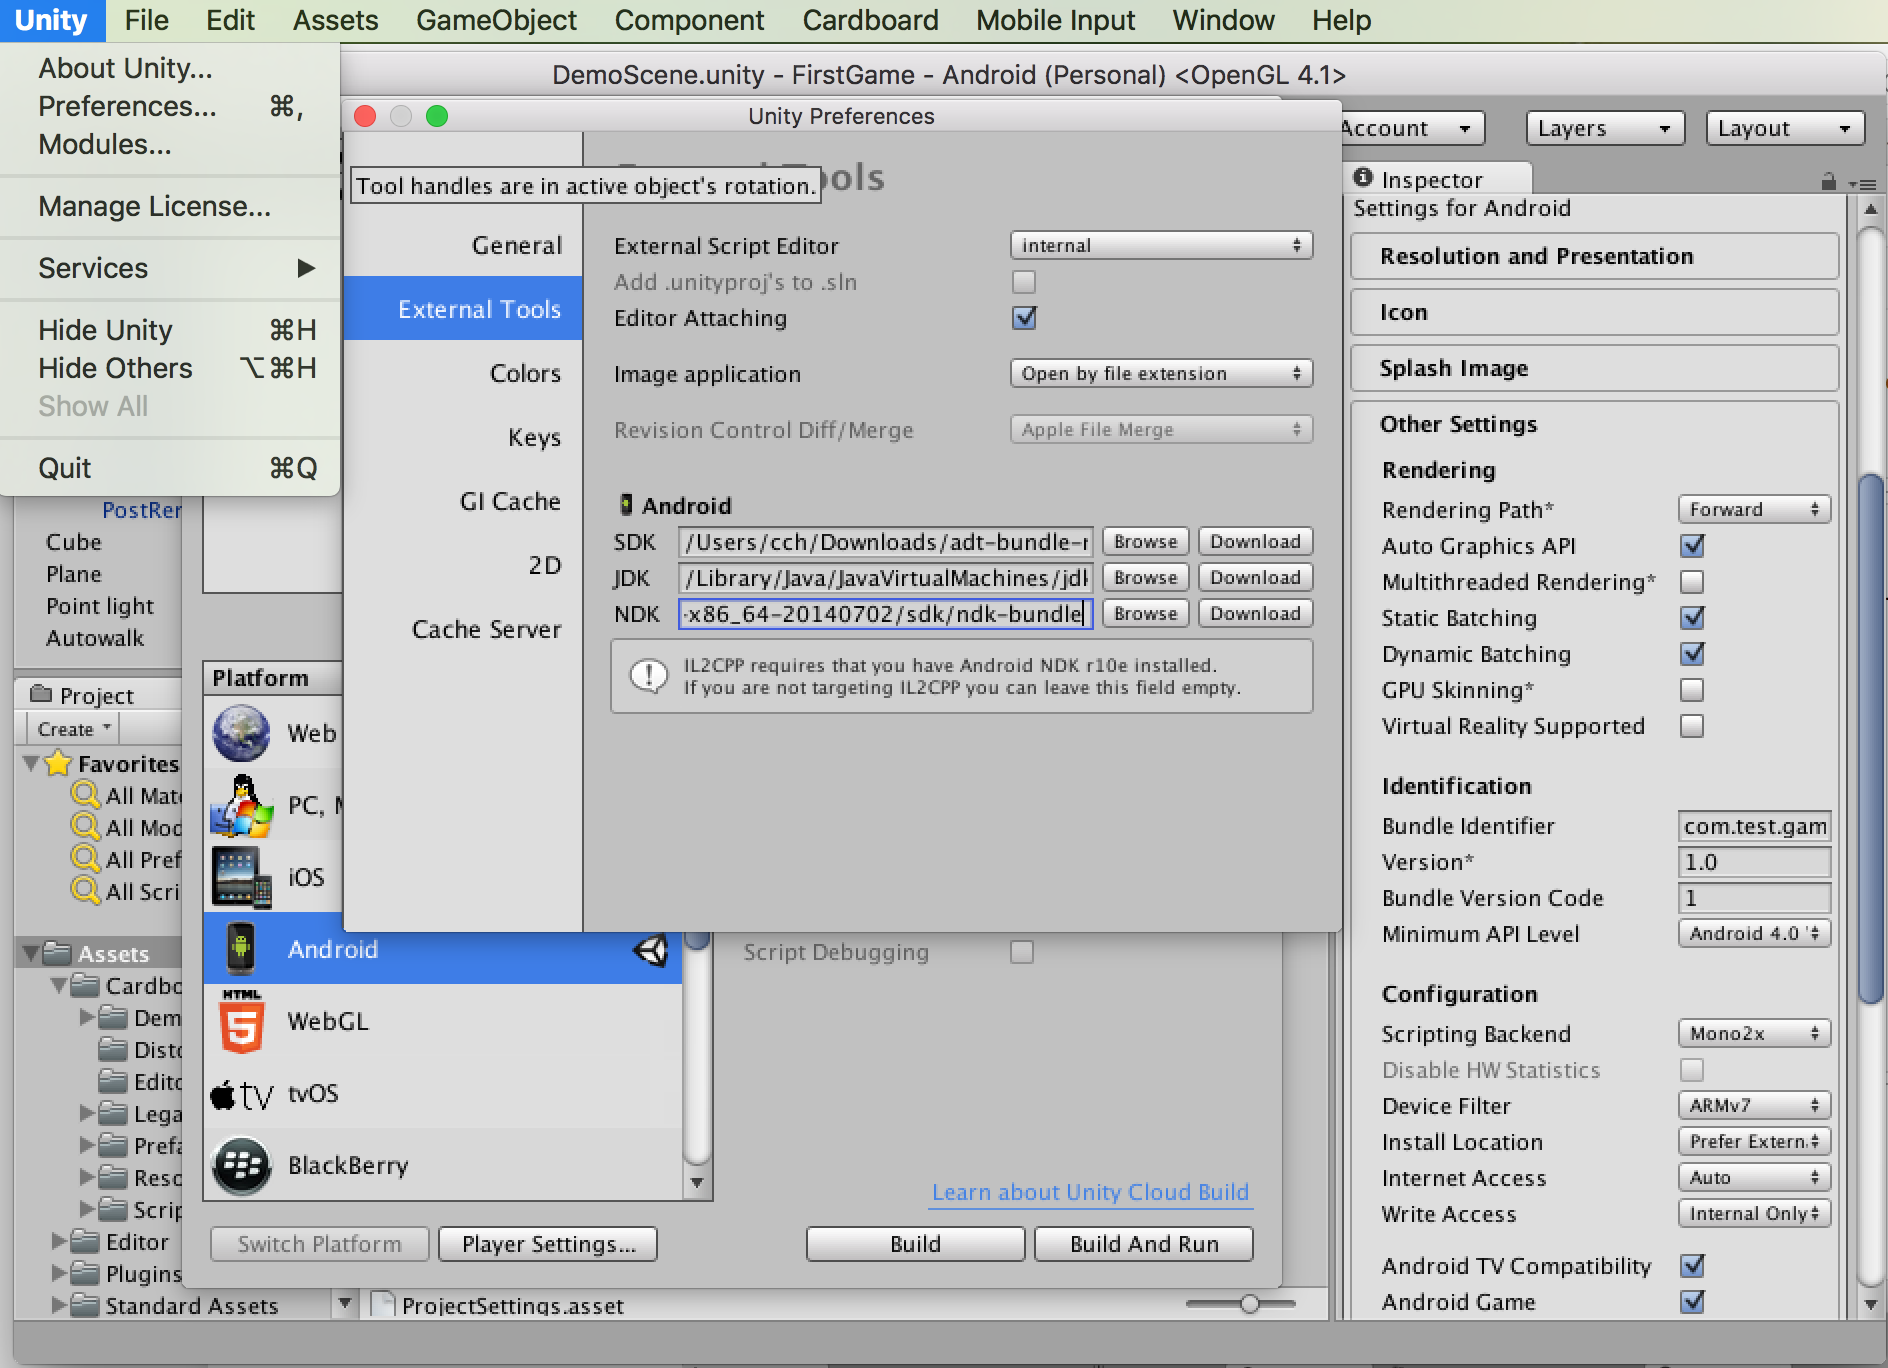 Unity File Edit Assets GameObject Component Cardboard Mobile Input Window Help
About Unity...
Preferences... ⌘,
Modules...
Manage License...
Services ▶
Hide Unity ⌘H
Hide Others ⌥⌘H
Show All
Quit ⌘Q
DemoScene.unity - FirstGame - Android (Personal) <OpenGL 4.1>
Account
Layers
Layout
Unity Preferences
Tool handles are in active object's rotation.
General
External Tools
Colors
Keys
GI Cache
2D
Cache Server
External Script Editor internal
Add .unityproj's to .sln
Editor Attaching
Image application Open by file extension
Revision Control Diff/Merge Apple File Merge
Android
SDK /Users/cch/Downloads/adt-bundle- Browse Download
JDK /Library/Java/JavaVirtualMachines/jdk Browse Download
NDK -x86_64-20140702/sdk/ndk-bundle Browse Download
IL2CPP requires that you have Android NDK r10e installed.
If you are not targeting IL2CPP you can leave this field empty.
PostRer
Cube
Plane
Point light
Autowalk
Project
Create
Favorites
All Mate
All Mod
All Pref
All Scri
Assets
Cardbo
Dem
Disto
Edito
Lega
Prefa
Reso
Scrip
Editor
Plugins
Standard Assets
ProjectSettings.asset
Platform
Web
PC, M
iOS
Android
HTML
5
WebGL
tv tvOS
BlackBerry
Script Debugging
Learn about Unity Cloud Build
Switch Platform
Player Settings...
Build
Build And Run
Inspector
Settings for Android
Resolution and Presentation
Icon
Splash Image
Other Settings
Rendering
Rendering Path* Forward
Auto Graphics API
Multithreaded Rendering*
Static Batching
Dynamic Batching
GPU Skinning*
Virtual Reality Supported
Identification
Bundle Identifier com.test.gam
Version* 1.0
Bundle Version Code 1
Minimum API Level Android 4.0 '
Configuration
Scripting Backend Mono2x
Disable HW Statistics
Device Filter ARMv7
Install Location Prefer Extern
Internet Access Auto
Write Access Internal Only
Android TV Compatibility
Android Game